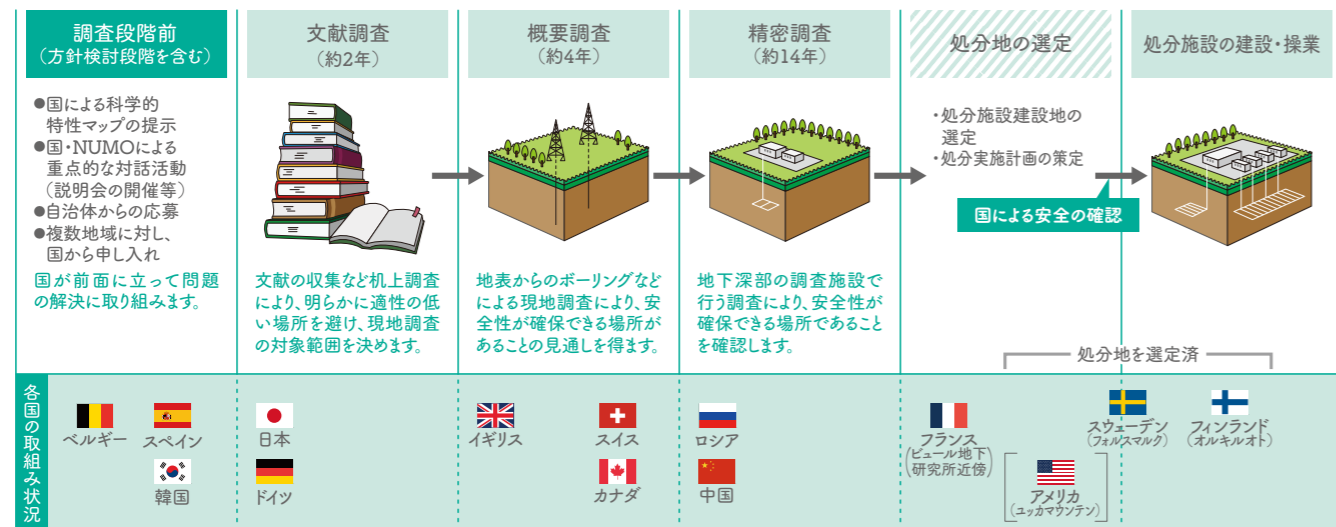 調査段階前
（方針検討段階を含む）
●国による科学的
特性マップの提示
●国・NUMOによる
重点的な対話活動
（説明会の開催等）
●自治体からの応募
●複数地域に対し、
国から申し入れ
国が前面に立って問題
の解決に取り組みます。
文献調査
（約2年）
文献の収集など机上調査
により、明らかに適性の低
い場所を避け、現地調査
の対象範囲を決めます。
概要調査
（約4年）
地表からのボーリングなど
による現地調査により、安
全性が確保できる場所が
あることの見通しを得ます。
精密調査
（約14年）
地下深部の調査施設で
行う調査により、安全性が
確保できる場所であること
を確認します。
処分地の選定
・処分施設建設地の
選定
・処分実施計画の策定
国による安全の確認
処分施設の建設・操業
処分地を選定済
各国の取組み状況
ベルギー
スペイン
韓国
日本
ドイツ
イギリス
スイス
カナダ
ロシア
中国
フランス
（ビュール地下
研究所近傍）
スウェーデン
（フォルスマルク）
フィンランド
（オルキルオト）
アメリカ
（ユッカマウンテン）